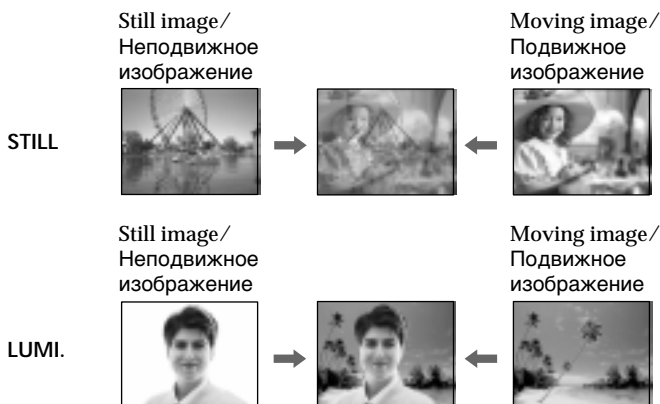 Still image/
Неподвижное
изображение
Moving image/
Подвижное
изображение
STILL
Still image/
Неподвижное
изображение
Moving image/
Подвижное
изображение
LUMI.